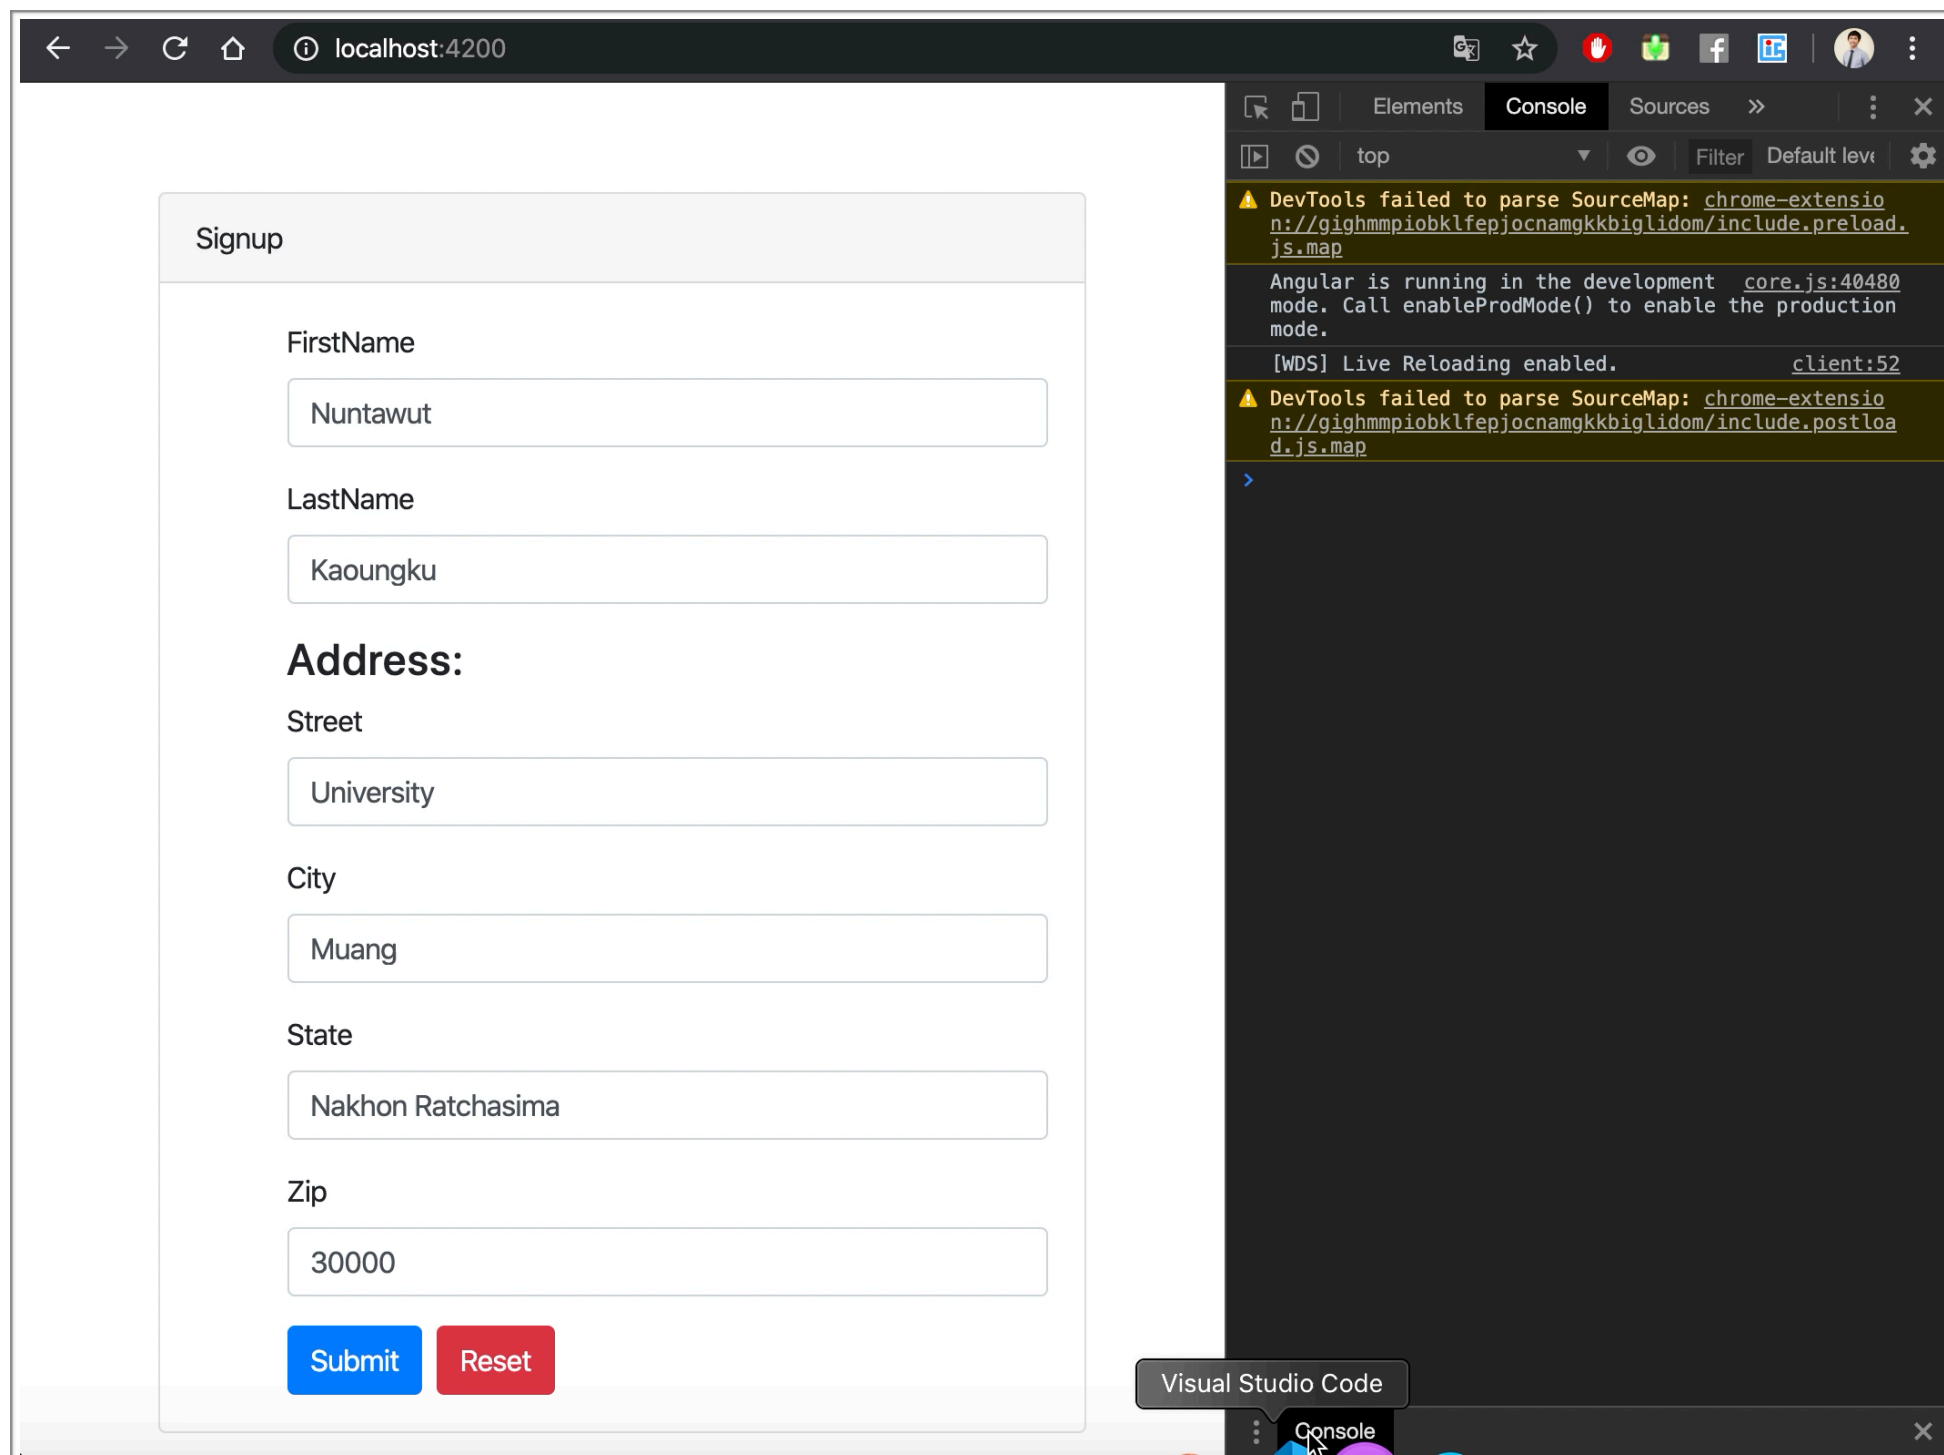 localhost:4200
Elements Console Sources
top Filter Default leve
Signup
FirstName
Nuntawut
LastName
Kaoungku
Address:
Street
University
City
Muang
State
Nakhon Ratchasima
Zip
30000
Submit Reset
DevTools failed to parse SourceMap: chrome-extensio
n://gighmmpiobklfepjocnamgkkbiglidom/include.preload.
js.map
Angular is running in the development core.js:40480
mode. Call enableProdMode() to enable the production
mode.
[WDS] Live Reloading enabled. client:52
DevTools failed to parse SourceMap: chrome-extensio
n://gighmmpiobklfepjocnamgkkbiglidom/include.postloa
d.js.map
Visual Studio Code
Console